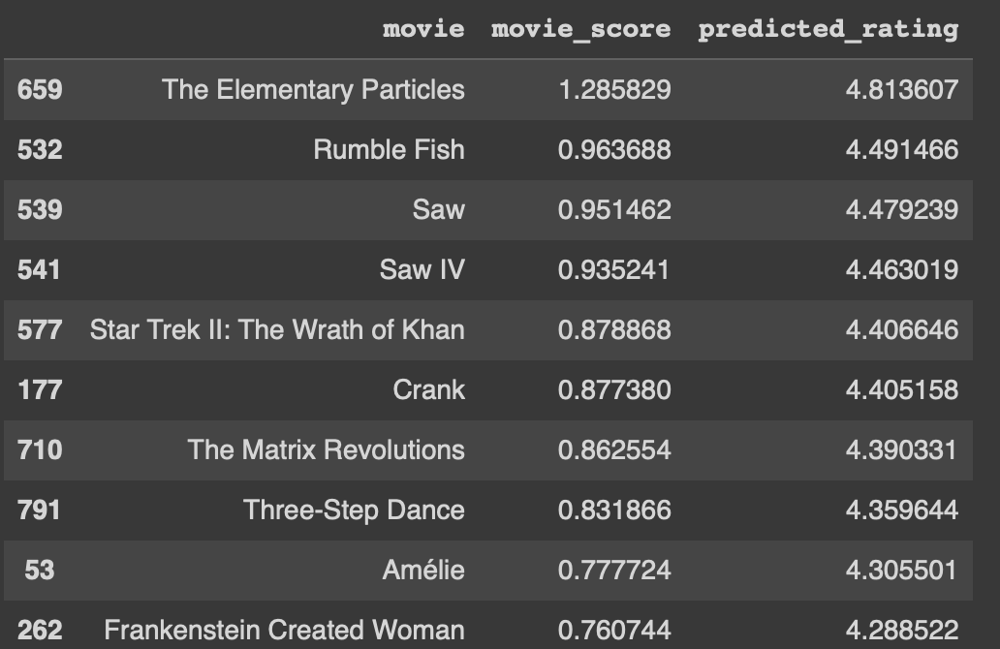 movie movie_score predicted_rating
659 The Elementary Particles 1.285829 4.813607
532 Rumble Fish 0.963688 4.491466
539 Saw 0.951462 4.479239
541 Saw IV 0.935241 4.463019
577 Star Trek II: The Wrath of Khan 0.878868 4.406646
177 Crank 0.877380 4.405158
710 The Matrix Revolutions 0.862554 4.390331
791 Three-Step Dance 0.831866 4.359644
53 Amélie 0.777724 4.305501
262 Frankenstein Created Woman 0.760744 4.288522